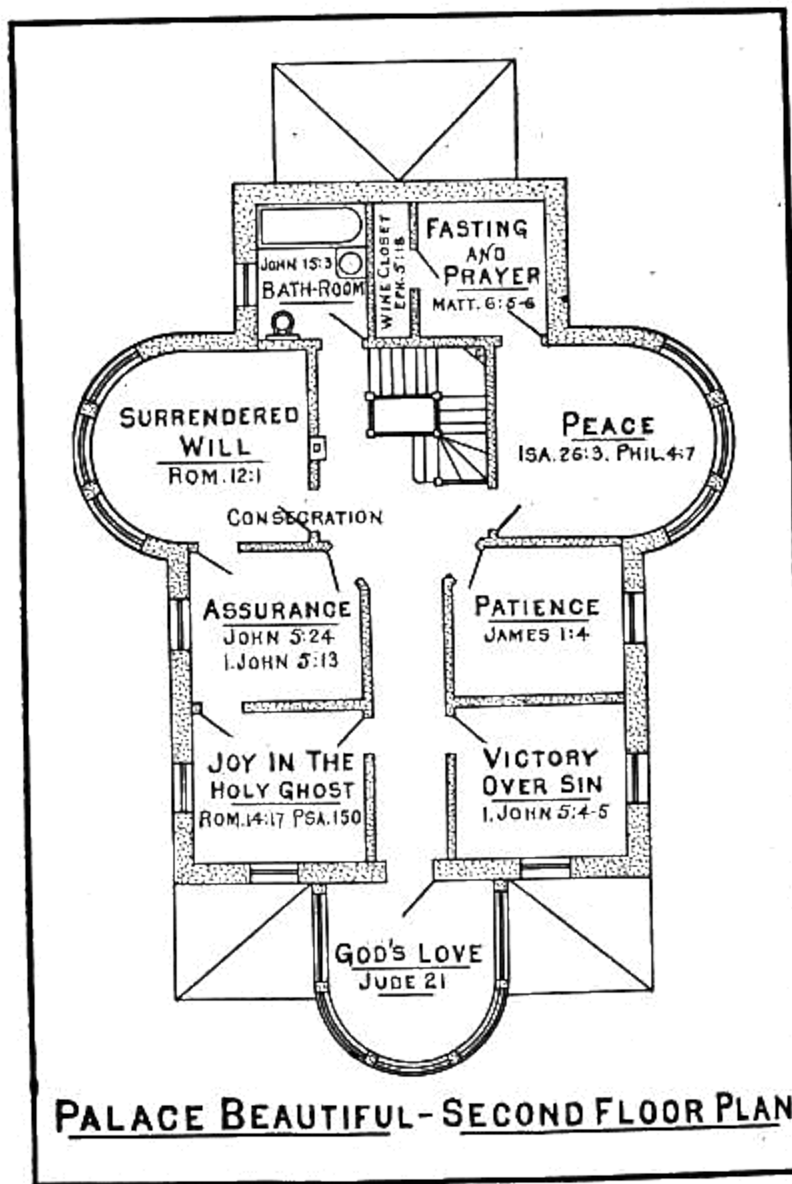 FASTING
AND
PRAYER
MATT. 6:5-6
WINE CLOSET
EPH. 5:18
JOHN 15:3
BATH-ROOM
SURRENDERED
WILL
ROM. 12:1
PEACE
ISA. 26:3. PHIL. 4:7
CONSECRATION
ASSURANCE
JOHN 5:24
1. JOHN 5:13
PATIENCE
JAMES 1:4
JOY IN THE
HOLY GHOST
ROM. 14:17 PSA. 150
VICTORY
OVER SIN
1. JOHN 5:4-5
GOD'S LOVE
JUDE 21
PALACE BEAUTIFUL - SECOND FLOOR PLAN